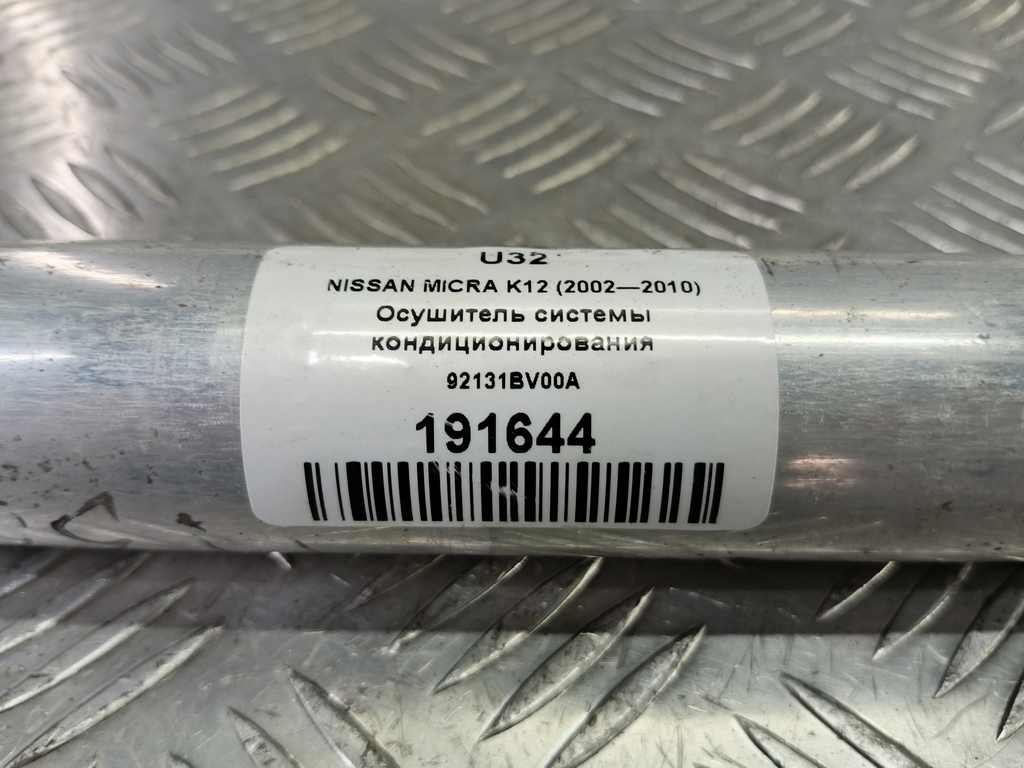 U32
NISSAN MICRA K12 (2002—2010)
Осушитель системы
кондиционирования
92131BV00A
191644